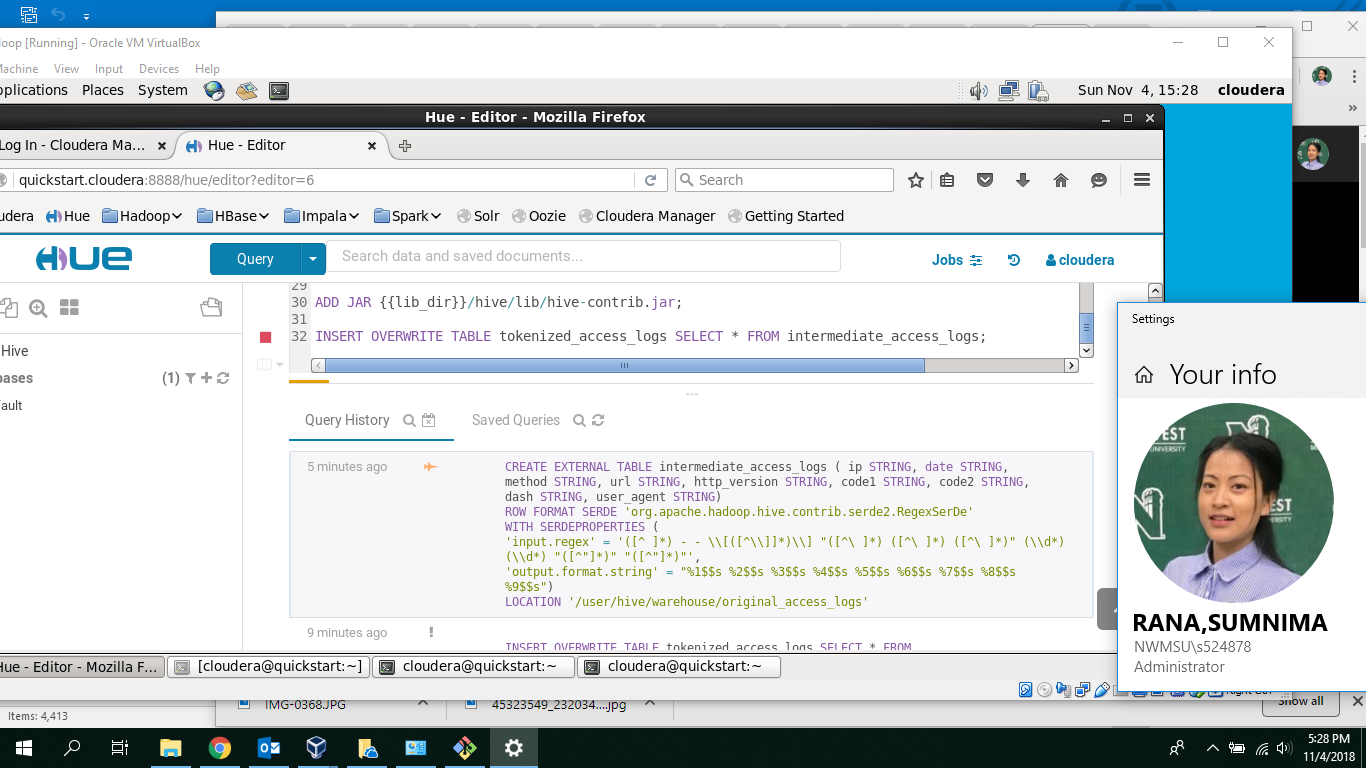 loop [Running] - Oracle VM VirtualBox
Machine View Input Devices Help
pplications Places System
Sun Nov 4, 15:28 cloudera
Hue - Editor - Mozilla Firefox
Log In - Cloudera Ma... Hue - Editor
quickstart.cloudera:8888/hue/editor?editor=6
Search
udera Hue Hadoop HBase Impala Spark Solr Oozie Cloudera Manager Getting Started
HUE Query Search data and saved documents... Jobs cloudera
29
30 ADD JAR {{lib_dir}}/hive/lib/hive-contrib.jar;
31
32 INSERT OVERWRITE TABLE tokenized_access_logs SELECT * FROM intermediate_access_logs;
Hive
bases (1)
fault
Query History Saved Queries
5 minutes ago
CREATE EXTERNAL TABLE intermediate_access_logs ( ip STRING, date STRING,
method STRING, url STRING, http_version STRING, code1 STRING, code2 STRING,
dash STRING, user_agent STRING)
ROW FORMAT SERDE 'org.apache.hadoop.hive.contrib.serde2.RegexSerDe'
WITH SERDEPROPERTIES (
'input.regex' = '([^ ]*) - - \\[([^\\]]*)\\] "([^\ ]*) ([^\ ]*) ([^\ ]*)" (\\d*)
(\\d*) "([^"]*)" "([^"]*)"',
'output.format.string' = "%1$$s %2$$s %3$$s %4$$s %5$$s %6$$s %7$$s %8$$s
%9$$s")
LOCATION '/user/hive/warehouse/original_access_logs'
9 minutes ago !
INSERT OVERWRITE TABLE tokenized_access_logs SELECT * FROM
Hue - Editor - Mozilla F... [cloudera@quickstart:~] cloudera@quickstart:~ cloudera@quickstart:~
Settings
Your info
RANA,SUMNIMA
NWMSU\s524878
Administrator
Right Ctrl
Items: 4,413
IMG-0368.JPG 45323549_232034....jpg Show all
5:28 PM
11/4/2018